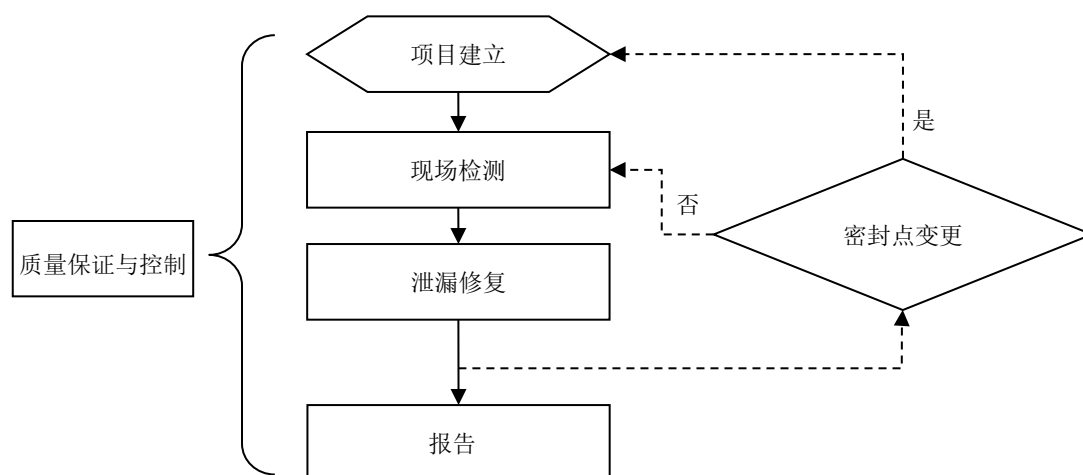 项目建立
是
现场检测
否
质量保证与控制
密封点变更
泄漏修复
报告